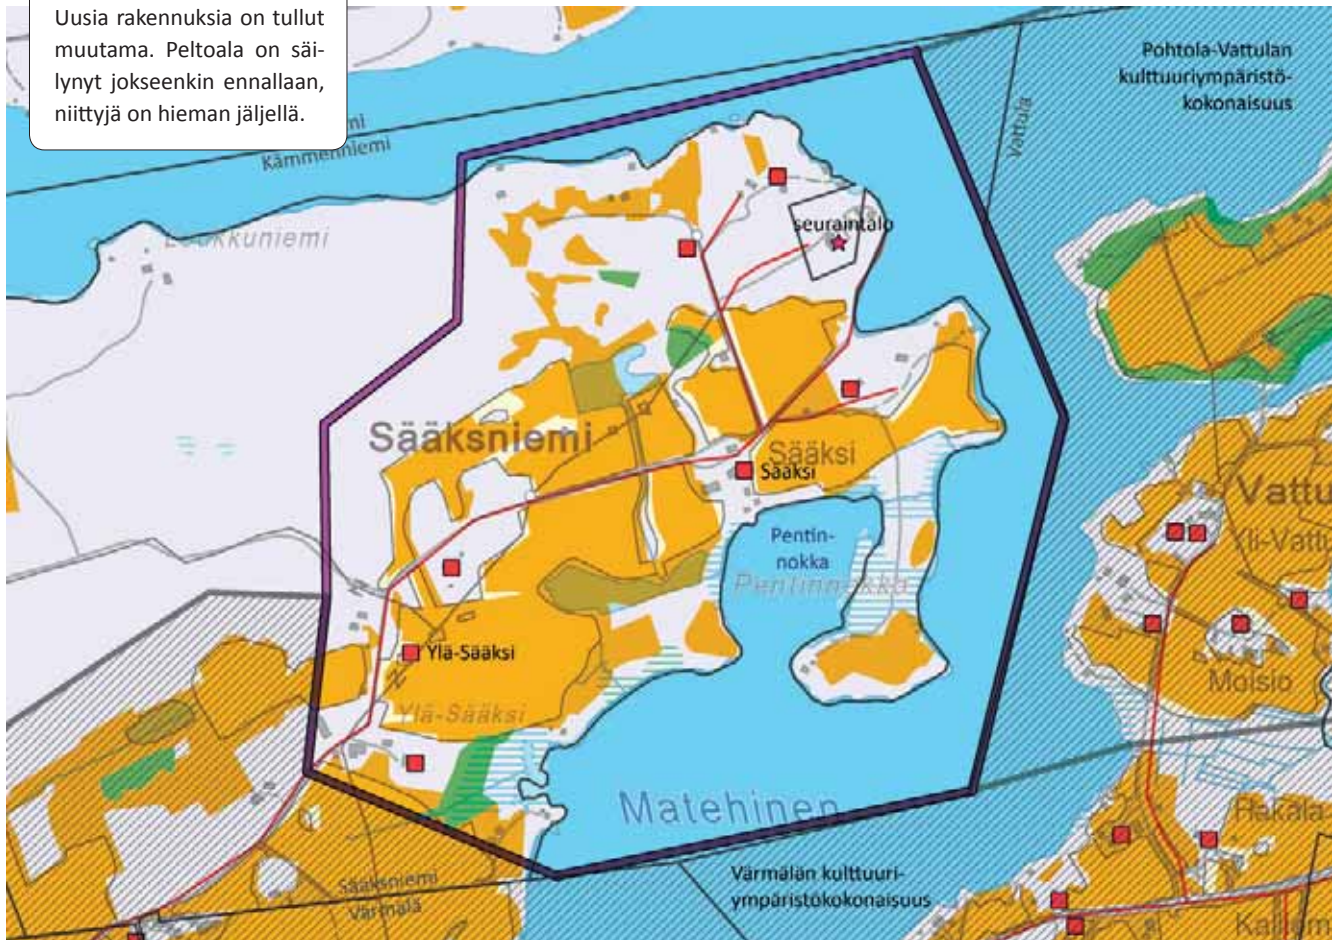 Uusia rakennuksia on tullut
muutama. Peltoala on säi-
lynyt jokseenkin ennallaan,
niittyjä on hieman jäljellä.
Pohtola-Vattulan
kulttuuriympäristö-
kokonaisuus
Kämmenniemi
Vattula
seuraintalo
Sääksniemi
Sääksi
Sääksi
Pentin-
nokka
Pentinnokka
Yli-Vattu
Moisio
Ylä-Sääksi
Ylä-Sääksi
Matehinen
Hakala
Sääksniemi
Värmälä
Värmälän kulttuuri-
ympäristökokonaisuus